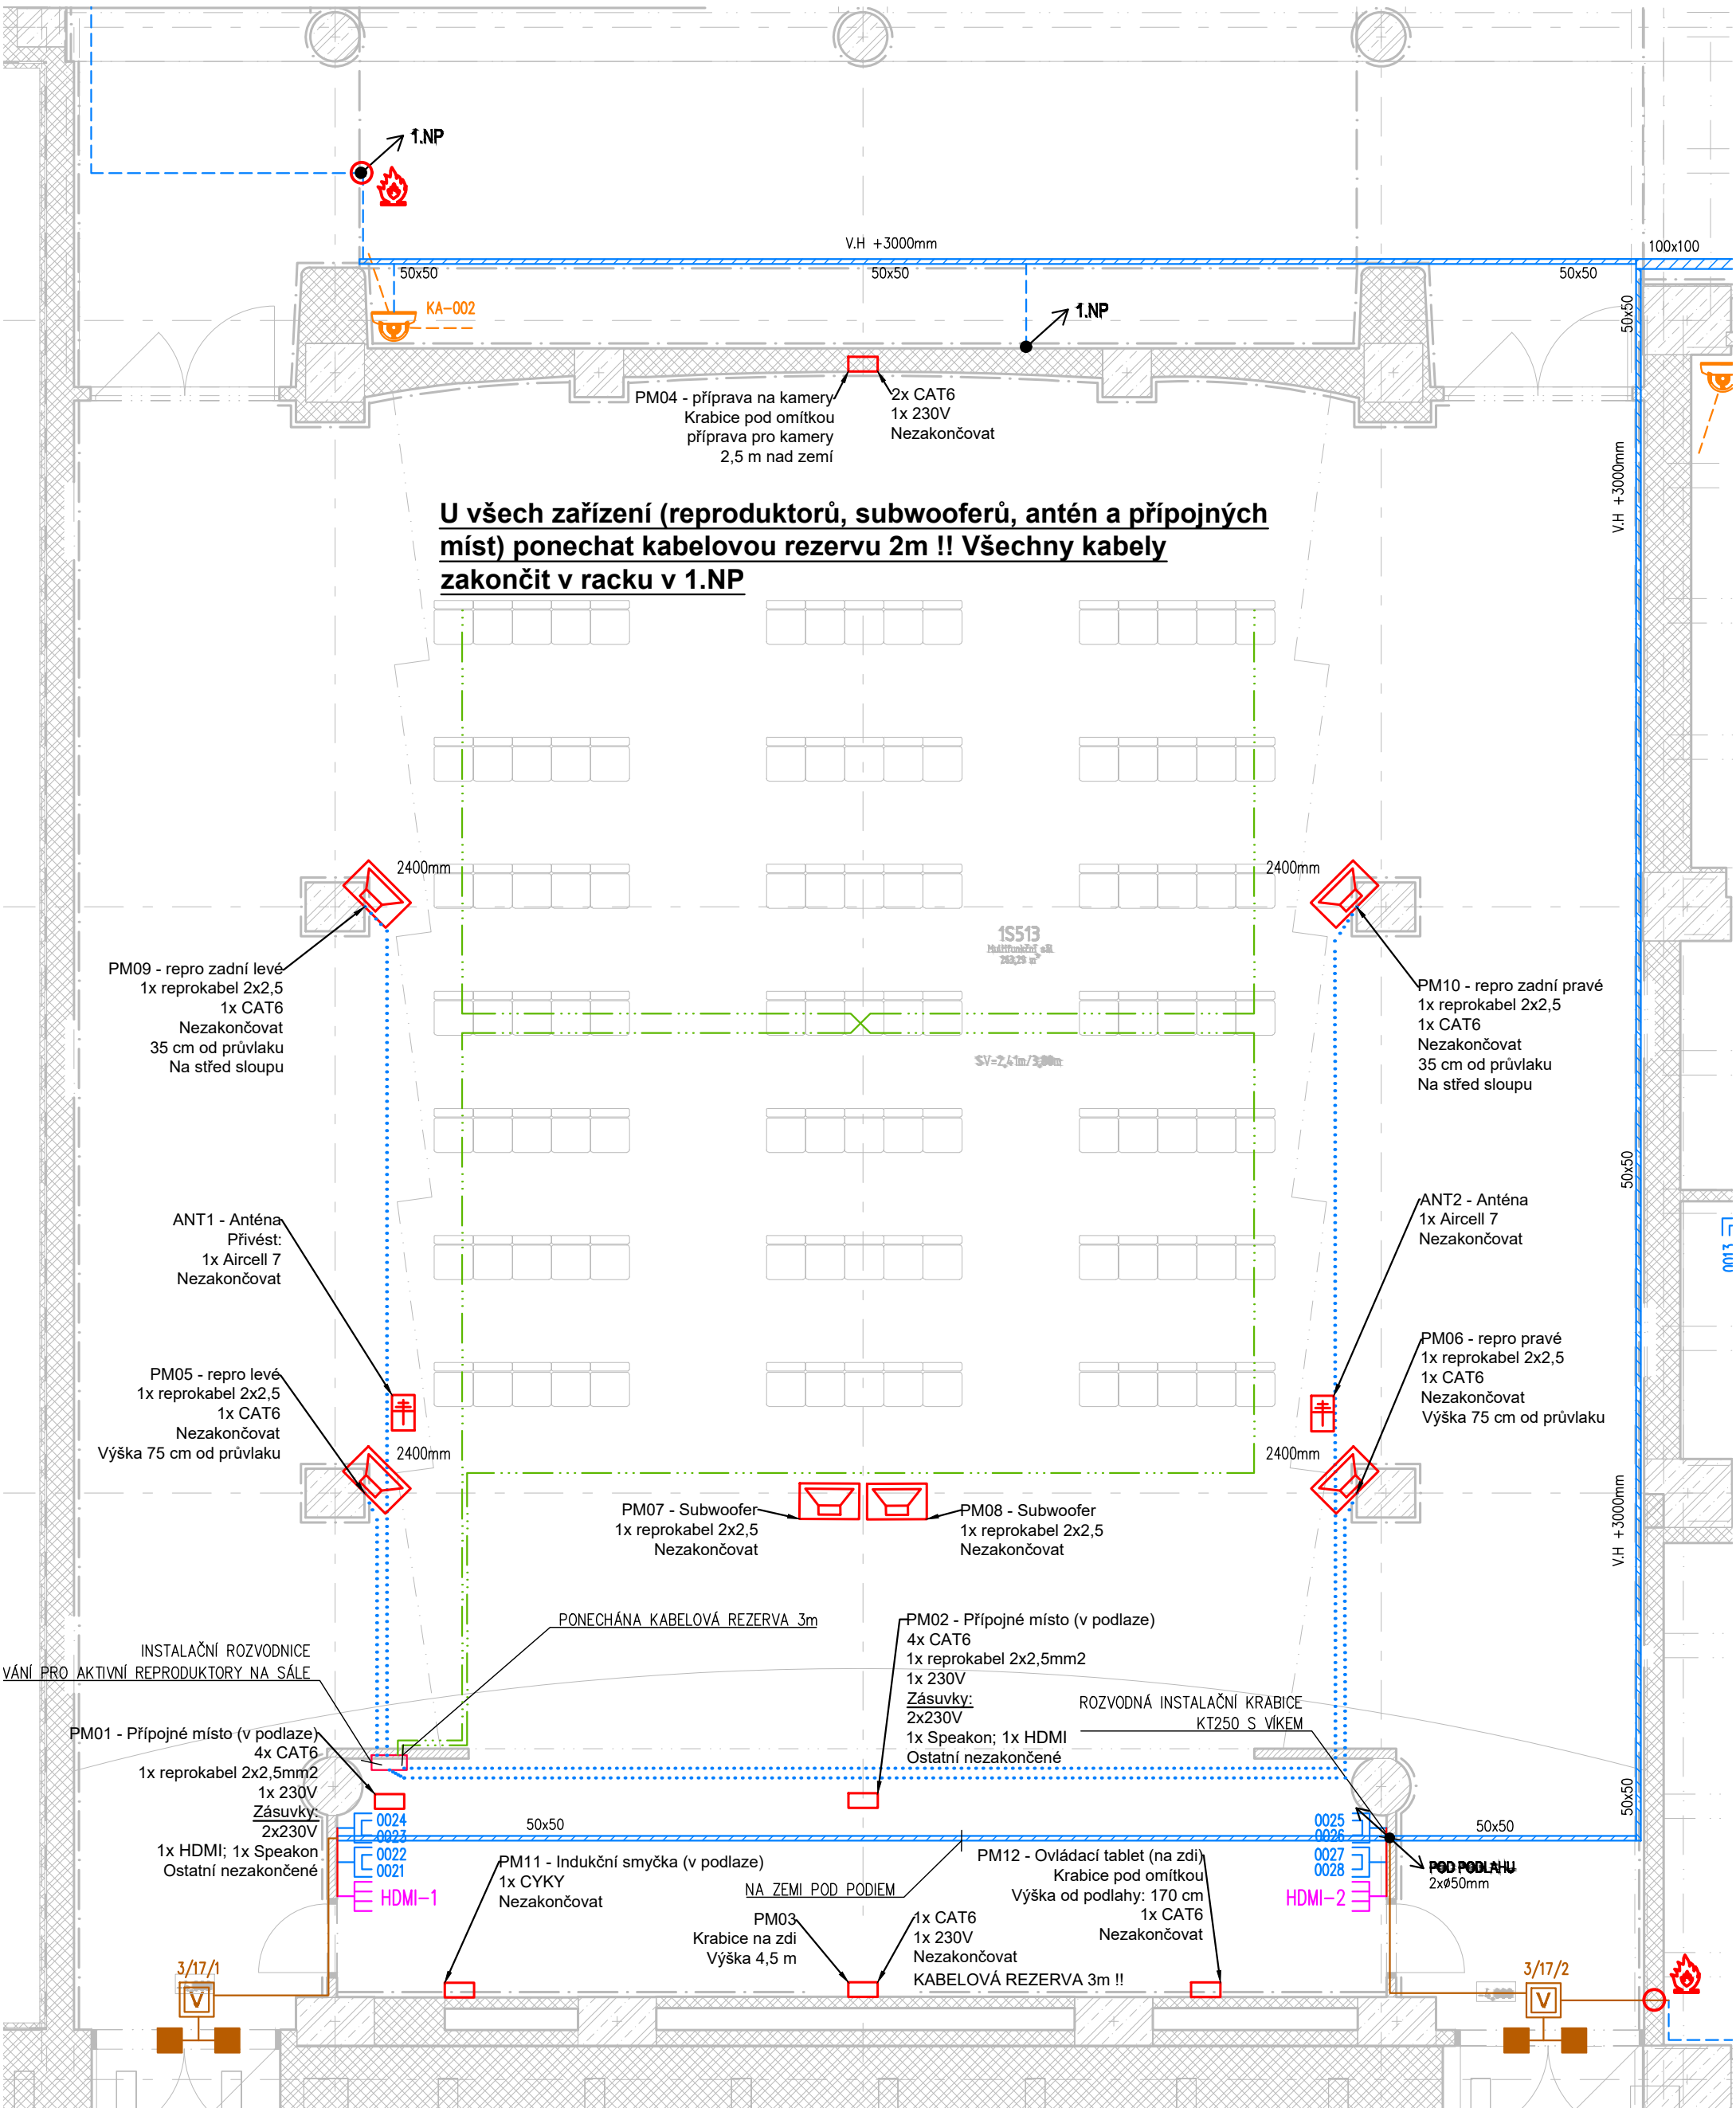 1.NP
V.H +3000mm
100x100
50x50
50x50
50x50
KA-002
1.NP
50x50
PM04 - příprava na kamery
Krabice pod omítkou
příprava pro kamery
2,5 m nad zemí
2x CAT6
1x 230V
Nezakončovat
V.H +3000mm
U všech zařízení (reproduktorů, subwooferů, antén a přípojných
míst) ponechat kabelovou rezervu 2m !! Všechny kabely
zakončit v racku v 1.NP
2400mm
2400mm
1S513
Multifunkční sál
263,29 m²
PM09 - repro zadní levé
1x reprokabel 2x2,5
1x CAT6
Nezakončovat
35 cm od průvlaku
Na střed sloupu
PM10 - repro zadní pravé
1x reprokabel 2x2,5
1x CAT6
Nezakončovat
35 cm od průvlaku
Na střed sloupu
50x50
ANT1 - Anténa
Přivést:
1x Aircell 7
Nezakončovat
ANT2 - Anténa
1x Aircell 7
Nezakončovat
0013
PM05 - repro levé
1x reprokabel 2x2,5
1x CAT6
Nezakončovat
Výška 75 cm od průvlaku
PM06 - repro pravé
1x reprokabel 2x2,5
1x CAT6
Nezakončovat
Výška 75 cm od průvlaku
2400mm
2400mm
PM07 - Subwoofer
1x reprokabel 2x2,5
Nezakončovat
PM08 - Subwoofer
1x reprokabel 2x2,5
Nezakončovat
V.H +3000mm
PONECHÁNA KABELOVÁ REZERVA 3m
INSTALAČNÍ ROZVODNICE
VÁNÍ PRO AKTIVNÍ REPRODUKTORY NA SÁLE
PM02 - Přípojné místo (v podlaze)
4x CAT6
1x reprokabel 2x2,5mm2
1x 230V
Zásuvky:
2x230V
1x Speakon; 1x HDMI
Ostatní nezakončené
ROZVODNÁ INSTALAČNÍ KRABICE
KT250 S VÍKEM
PM01 - Přípojné místo (v podlaze)
4x CAT6
1x reprokabel 2x2,5mm2
1x 230V
Zásuvky:
2x230V
1x HDMI; 1x Speakon
Ostatní nezakončené
50x50
0024
0023
0022
0021
HDMI-1
50x50
0025
0026
0027
0028
HDMI-2
50x50
POD PODLAHU
2xø50mm
PM11 - Indukční smyčka (v podlaze)
1x CYKY
Nezakončovat
NA ZEMI POD PODIEM
PM12 - Ovládací tablet (na zdi)
Krabice pod omítkou
Výška od podlahy: 170 cm
1x CAT6
Nezakončovat
PM03
Krabice na zdi
Výška 4,5 m
1x CAT6
1x 230V
Nezakončovat
KABELOVÁ REZERVA 3m !!
3/17/1
V
3/17/2
V